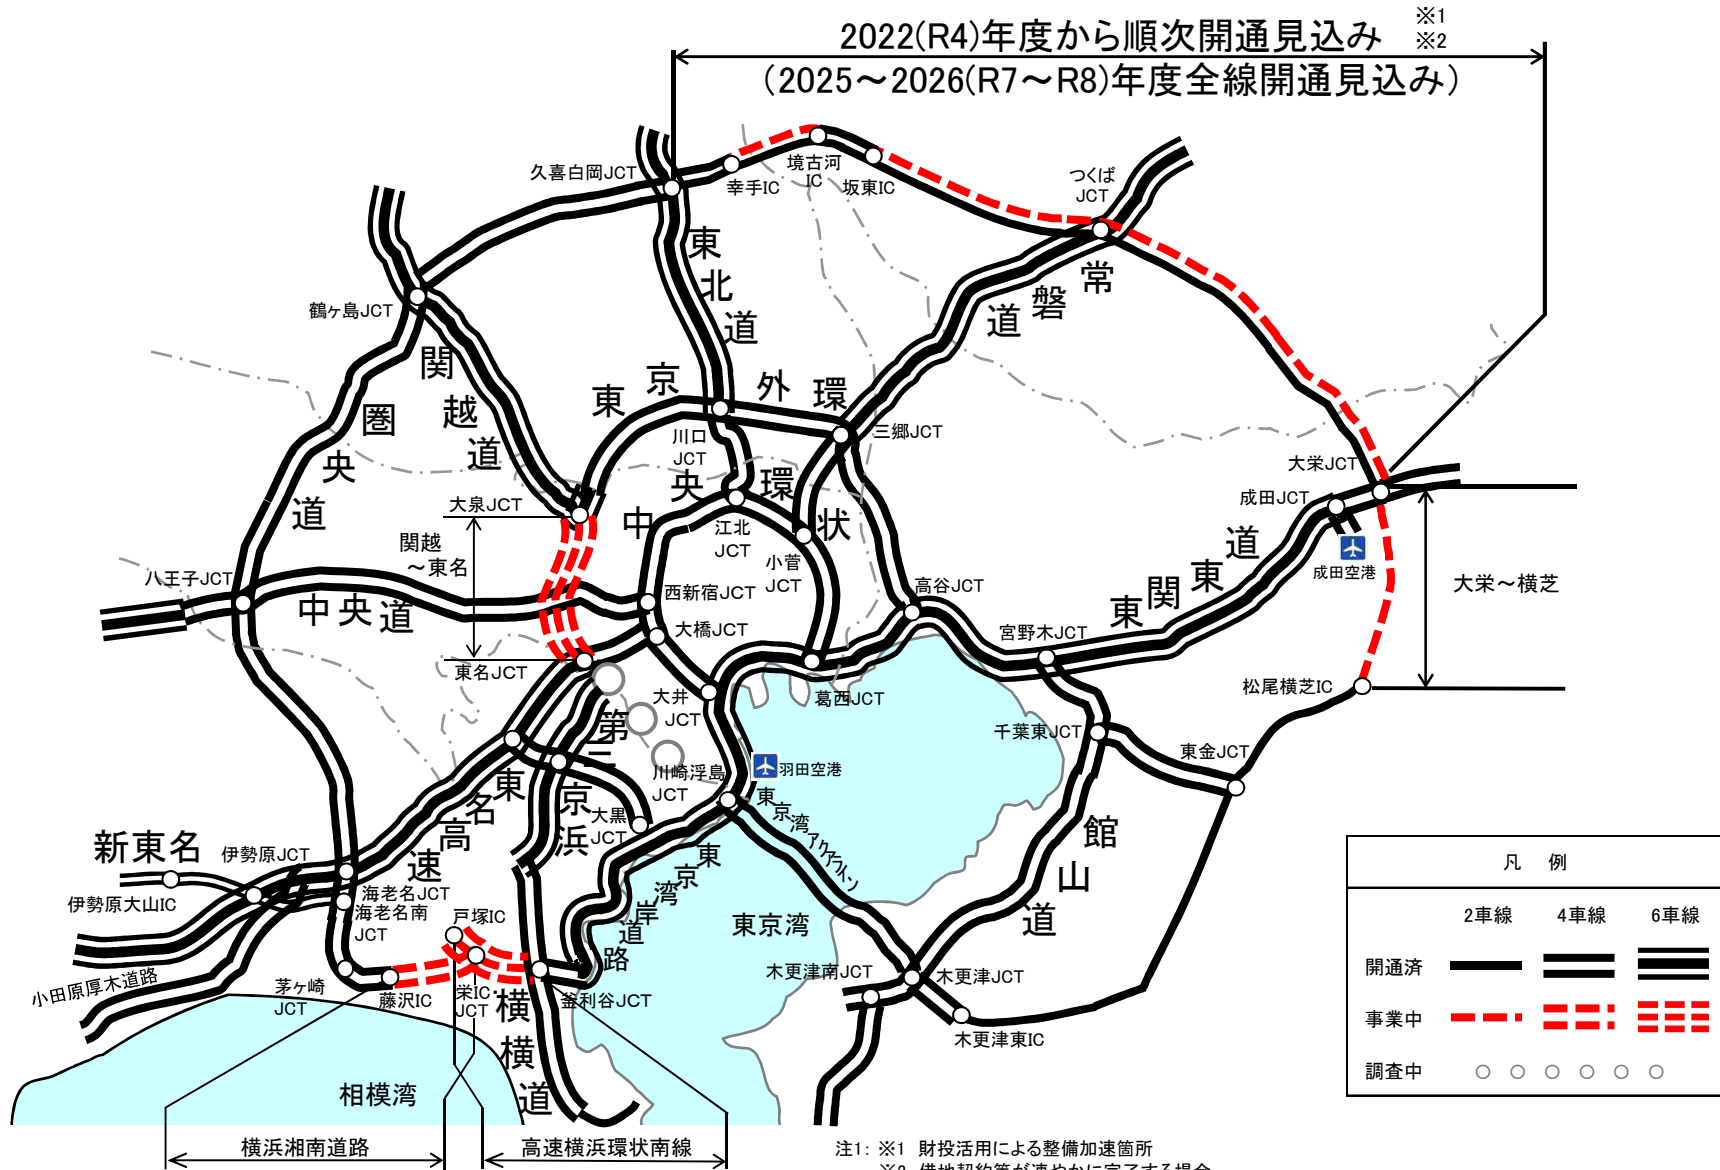 2022(R4)年度から順次開通見込み ※1
※2
（2025～2026(R7～R8)年度全線開通見込み）
久喜白岡JCT
幸手IC
境古河
IC
坂東IC
つくば
JCT
鶴ヶ島JCT
東北道
常磐道
関越道
圏央道
東京外環
川口
JCT
三郷JCT
大栄JCT
成田JCT
成田空港
大泉JCT
関越
～東名
中央環状
江北
JCT
小菅
JCT
東関東道
大栄～横芝
八王子JCT
中央道
西新宿JCT
高谷JCT
大橋JCT
宮野木JCT
東名JCT
大井
JCT
葛西JCT
松尾横芝IC
千葉東JCT
東金JCT
第三京浜
川崎浮島
JCT
羽田空港
東名高速
大黒
JCT
東京湾アクアライン
館山道
新東名
伊勢原JCT
伊勢原大山IC
海老名JCT
海老名南
JCT
戸塚IC
東京湾岸道路
東京湾
小田原厚木道路
茅ヶ崎
JCT
藤沢IC
栄IC
JCT
釜利谷JCT
木更津南JCT
木更津JCT
木更津東IC
横横道
相模湾
横浜湘南道路
高速横浜環状南線
凡 例
2車線 4車線 6車線
開通済
事業中
調査中
注1： ※1 財投活用による整備加速箇所
※2 借地契約等が速やかに完了する場合